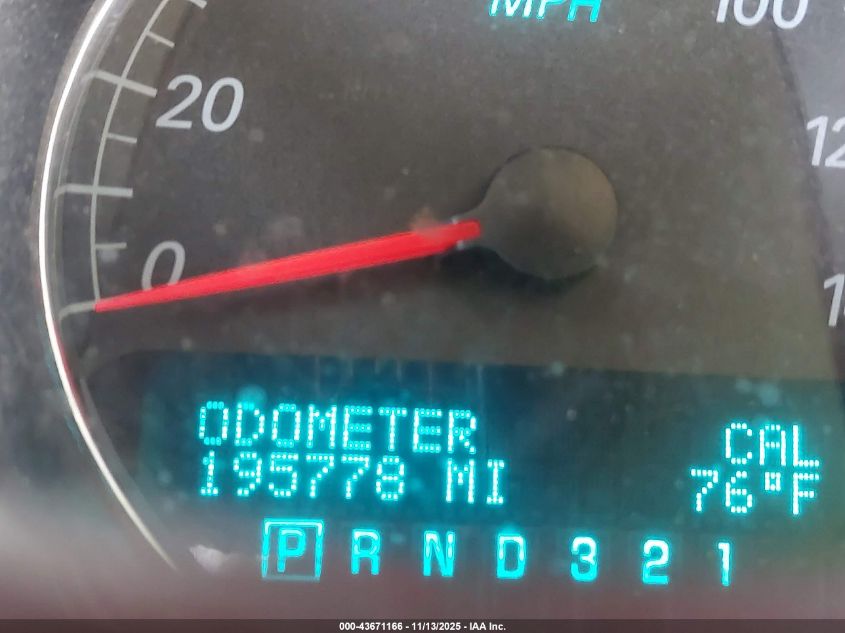 MPH
100
20
0
ODOMETER CAL
195778 MI 76°F
P R N D 3 2 1
000-43671166 - 11/13/2025 - IAA Inc.